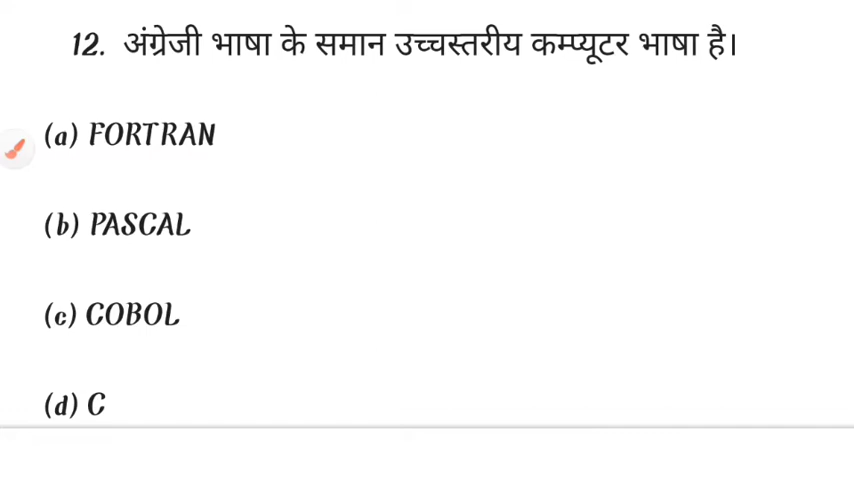 12. अंग्रेजी भाषा के समान उच्चस्तरीय कम्प्यूटर भाषा है।
(a) FORTRAN
(b) PASCAL
(c) COBOL
(d) C